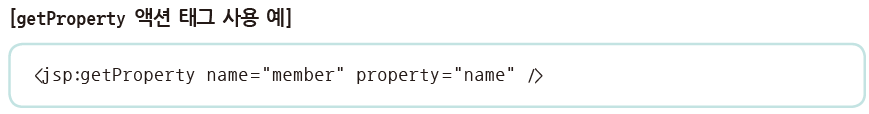 [getProperty 액션 태그 사용 예]
<jsp:getProperty name="member" property="name" />